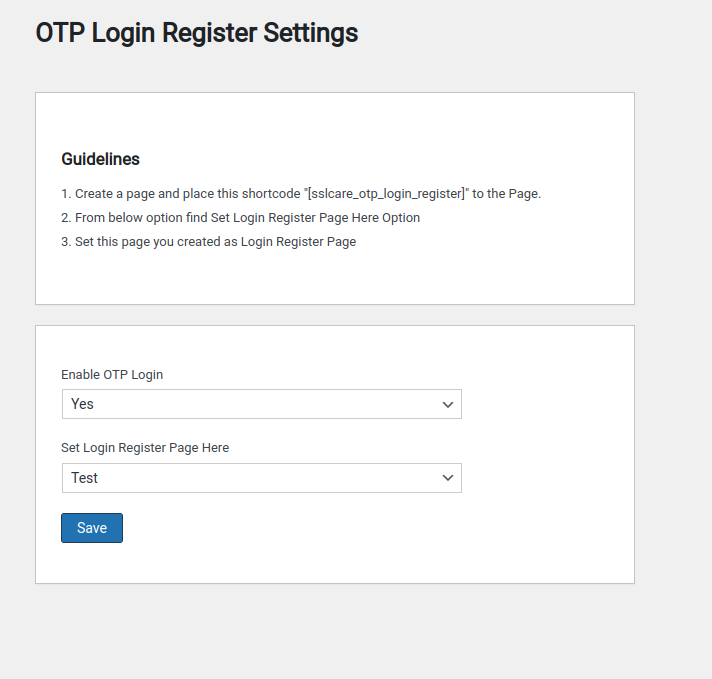 OTP Login Register Settings
Guidelines
1. Create a page and place this shortcode "[sslcare_otp_login_register]" to the Page.
2. From below option find Set Login Register Page Here Option
3. Set this page you created as Login Register Page
Enable OTP Login
Yes
Set Login Register Page Here
Test
Save